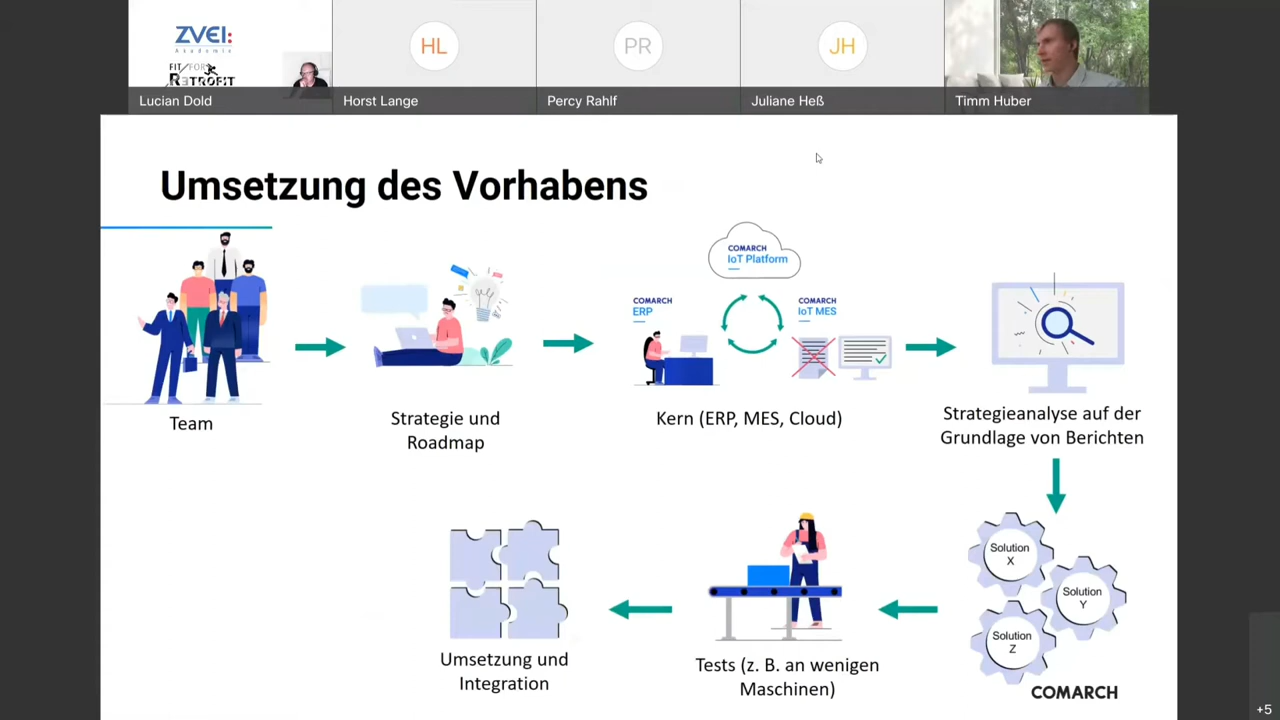 ZVEI:
Akademie
FIT FOR
RETROFIT
HL
PR
JH
Lucian Dold
Horst Lange
Percy Rahlf
Juliane Heß
Timm Huber
Umsetzung des Vorhabens
COMARCH
IoT Platform
COMARCH
ERP
COMARCH
IoT MES
Team
Strategie und
Roadmap
Kern (ERP, MES, Cloud)
Strategieanalyse auf der
Grundlage von Berichten
Solution
X
Solution
Y
Solution
Z
Tests (z. B. an wenigen
Maschinen)
Umsetzung und
Integration
COMARCH
+5